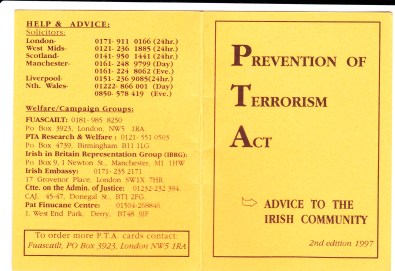 HELP & ADVICE:
Solicitors:
London- 0171- 911 0166 (24hr.)
West Mids- 0121- 236 1885 (24hr.)
Scotland- 0141- 950 1441 (24hr.)
Manchester- 0161- 248 9799 (Day)
0161- 224 8062 (Eve.)
Liverpool- 0151- 236 9085(24hr.)
Nth. Wales- 01222- 866 001 (Day)
0850- 578 419 (Eve.)
Welfare/Campaign Groups:
FUASCAILT: 0181- 985 8250
Po Box 3923, London, NW5 1RA
PTA Research & Welfare : 0121- 551 0503
Po Box 4739, Birmingham B11 1LG
Irish in Britain Representation Group (IBRG):
Po Box 9, 1 Newton St., Manchester, M1 1HW
Irish Embassy: 0171- 235 2171
17 Grovenor Place, London SW1X 7HR
Ctte. on the Admin. of Justice: 01232-232 394
CAJ, 45-47, Donegal St., BT1 2FG.
Pat Finucane Centre: 01504-268846
1, West End Park, Derry, BT48 9JF
To order more P.T.A. cards contact:
Fuascailt, PO Box 3923, London NW5 1RA
PREVENTION OF
TERRORISM
ACT
ADVICE TO THE
IRISH COMMUNITY
2nd edition 1997